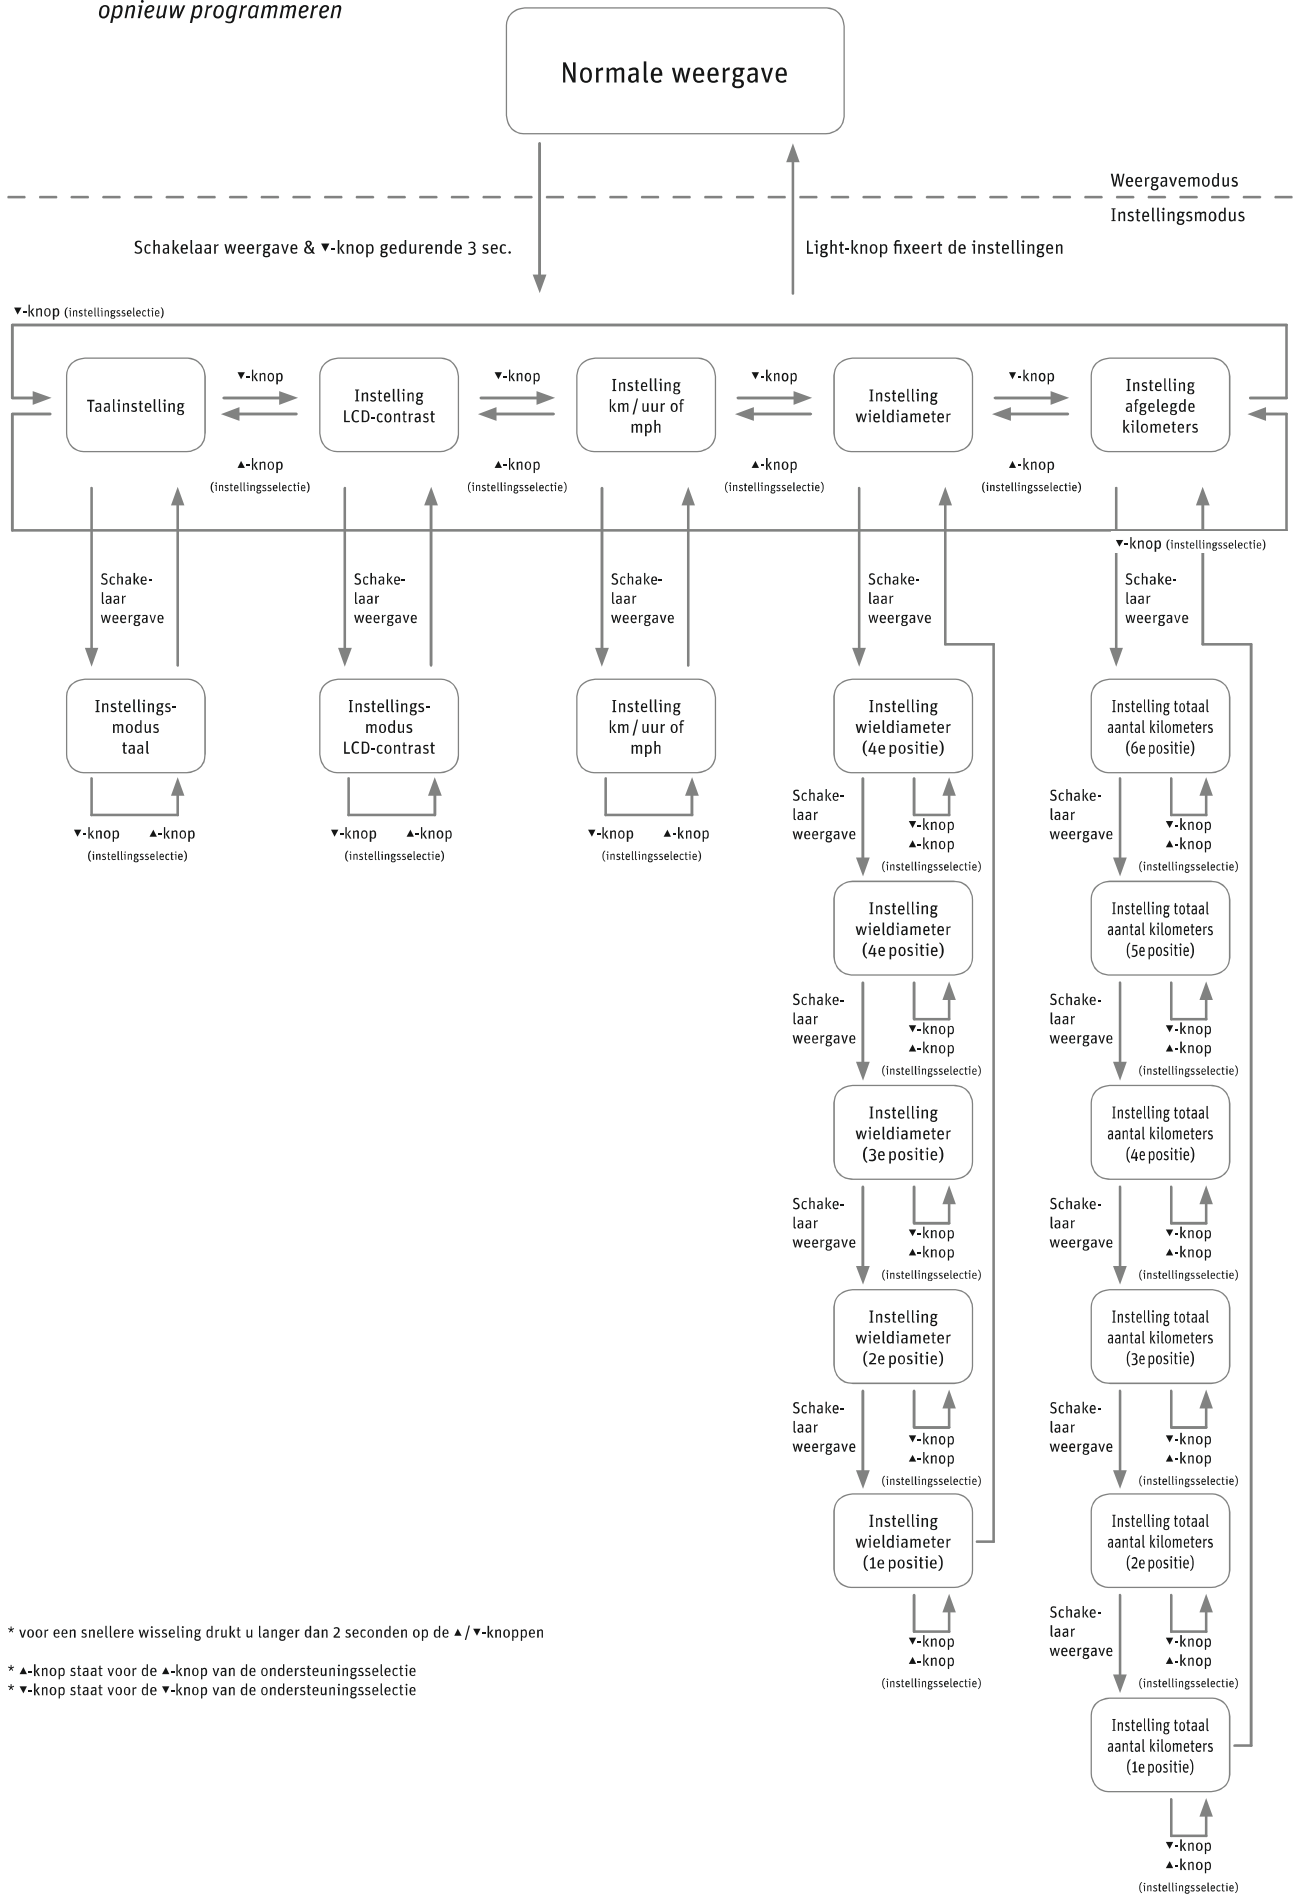 opnieuw programmeren
Normale weergave
Weergavemodus
Instellingsmodus
Schakelaar weergave & ▼-knop gedurende 3 sec.
Light-knop fixeert de instellingen
▼-knop (instellingsselectie)
Taalinstelling
▼-knop
▲-knop
(instellingsselectie)
Instelling
LCD-contrast
▼-knop
▲-knop
(instellingsselectie)
Instelling
km/uur of
mph
▼-knop
▲-knop
(instellingsselectie)
Instelling
wieldiameter
▼-knop
▲-knop
(instellingsselectie)
Instelling
afgelegde
kilometers
▼-knop (instellingsselectie)
Schake-
laar
weergave
Schake-
laar
weergave
Schake-
laar
weergave
Schake-
laar
weergave
Schake-
laar
weergave
Instellings-
modus
taal
▼-knop ▲-knop
(instellingsselectie)
Instellings-
modus
LCD-contrast
▼-knop ▲-knop
(instellingsselectie)
Instelling
km/uur of
mph
▼-knop ▲-knop
(instellingsselectie)
Instelling
wieldiameter
(4e positie)
Schake-
laar
weergave
▼-knop
▲-knop
(instellingsselectie)
Instelling
wieldiameter
(4e positie)
Schake-
laar
weergave
▼-knop
▲-knop
(instellingsselectie)
Instelling
wieldiameter
(3e positie)
Schake-
laar
weergave
▼-knop
▲-knop
(instellingsselectie)
Instelling
wieldiameter
(2e positie)
Schake-
laar
weergave
▼-knop
▲-knop
(instellingsselectie)
Instelling
wieldiameter
(1e positie)
▼-knop
▲-knop
(instellingsselectie)
Instelling totaal
aantal kilometers
(6e positie)
Schake-
laar
weergave
▼-knop
▲-knop
(instellingsselectie)
Instelling totaal
aantal kilometers
(5e positie)
Schake-
laar
weergave
▼-knop
▲-knop
(instellingsselectie)
Instelling totaal
aantal kilometers
(4e positie)
Schake-
laar
weergave
▼-knop
▲-knop
(instellingsselectie)
Instelling totaal
aantal kilometers
(3e positie)
Schake-
laar
weergave
▼-knop
▲-knop
(instellingsselectie)
Instelling totaal
aantal kilometers
(2e positie)
Schake-
laar
weergave
▼-knop
▲-knop
(instellingsselectie)
Instelling totaal
aantal kilometers
(1e positie)
▼-knop
▲-knop
(instellingsselectie)
* voor een snellere wisseling drukt u langer dan 2 seconden op de ▲/▼-knoppen
* ▲-knop staat voor de ▲-knop van de ondersteuningsselectie
* ▼-knop staat voor de ▼-knop van de ondersteuningsselectie